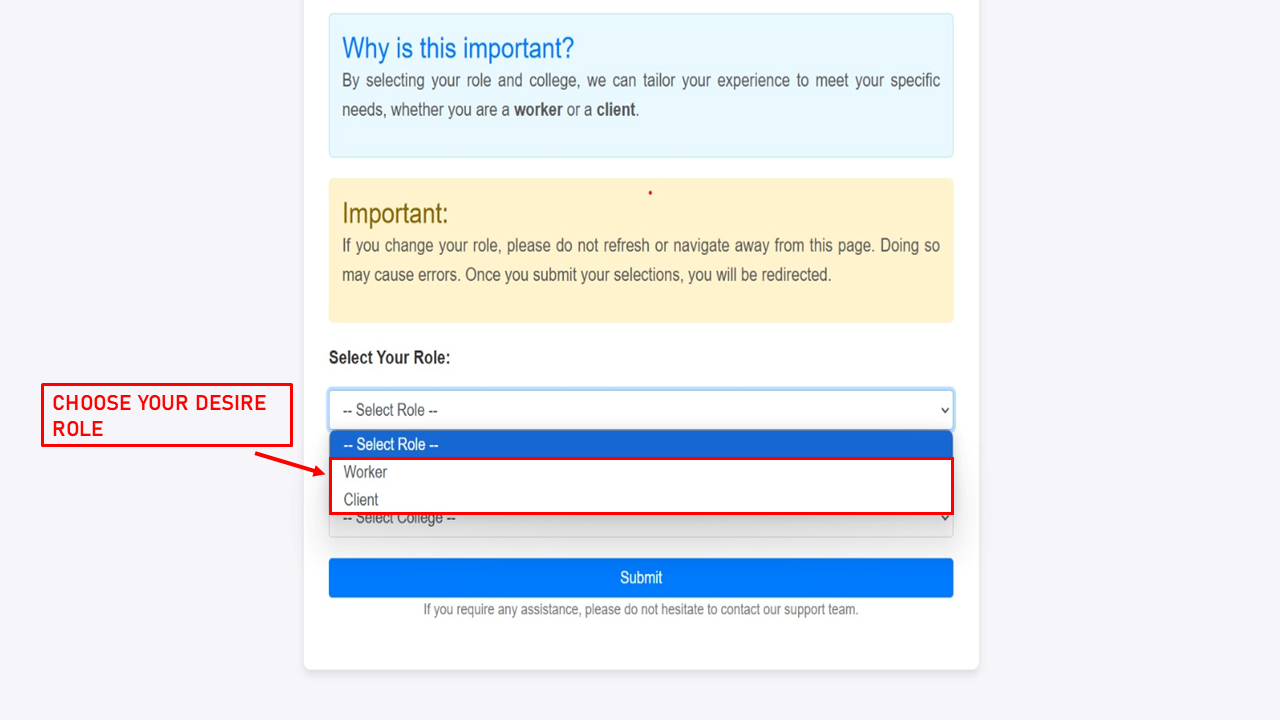 Why is this important?
By selecting your role and college, we can tailor your experience to meet your specific
needs, whether you are a worker or a client.
Important:
If you change your role, please do not refresh or navigate away from this page. Doing so
may cause errors. Once you submit your selections, you will be redirected.
Select Your Role:
CHOOSE YOUR DESIRE
ROLE
-- Select Role --
-- Select Role --
Worker
Client
-- Select College --
Submit
If you require any assistance, please do not hesitate to contact our support team.